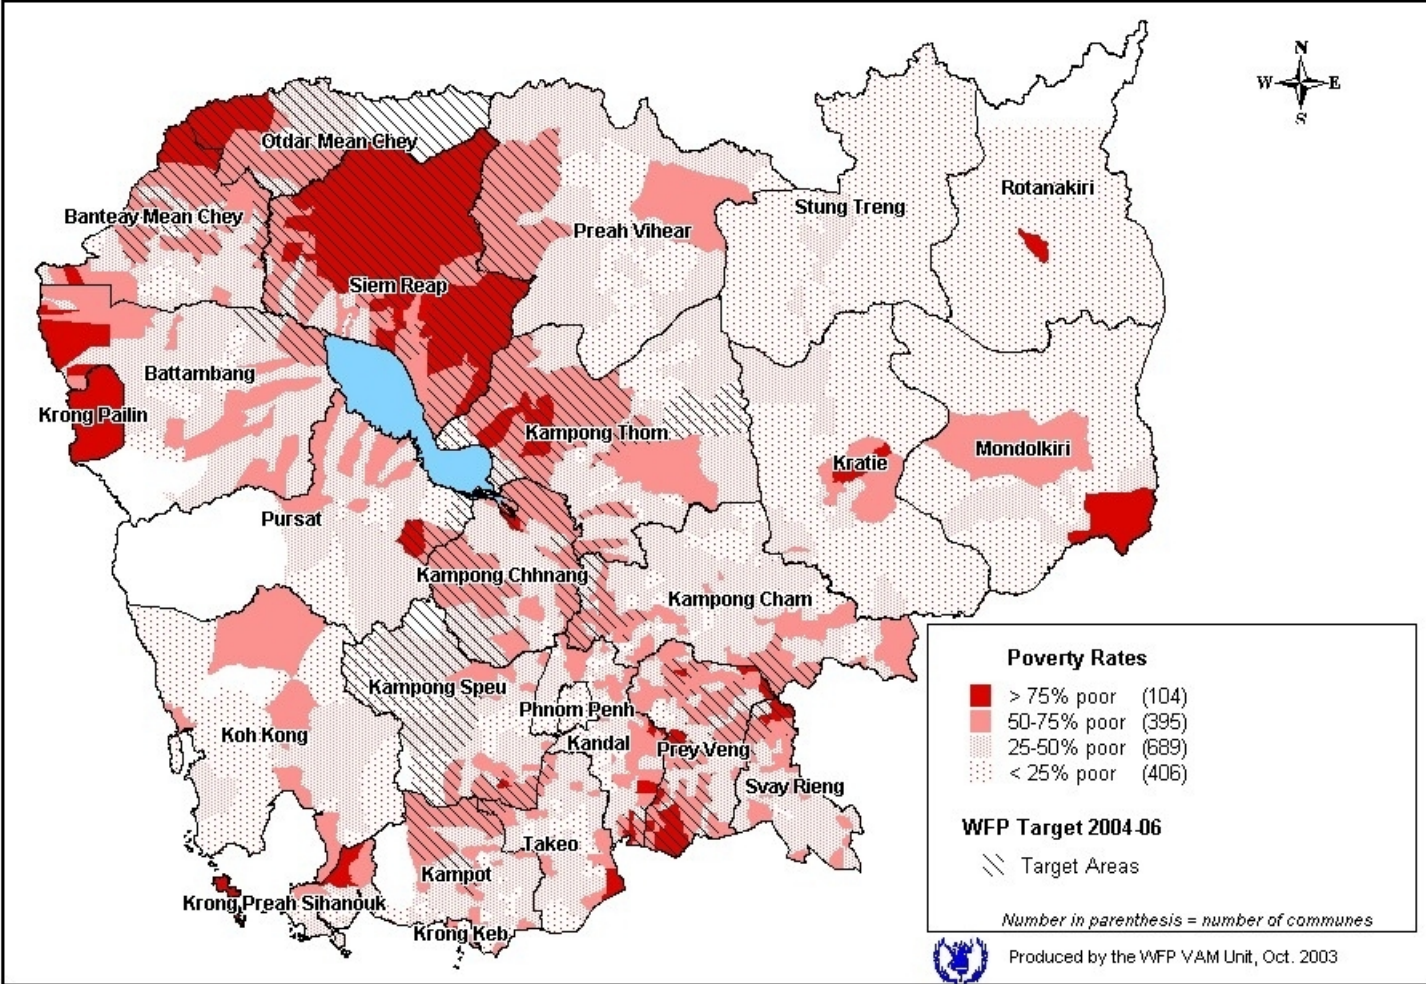 N
W E
S
Otdar Mean Chey
Rotanakiri
Banteay Mean Chey
Stung Treng
Preah Vihear
Siem Reap
Battambang
Krong Pailin
Kampong Thom
Mondolkiri
Kratie
Pursat
Kampong Chhnang
Kampong Cham
Kampong Speu
Phnom Penh
Koh Kong
Kandal
Prey Veng
Svay Rieng
Takeo
Kampot
Krong Preah Sihanouk
Krong Keb
Poverty Rates
> 75% poor (104)
50-75% poor (395)
25-50% poor (689)
< 25% poor (406)
WFP Target 2004-06
Target Areas
Number in parenthesis = number of communes
Produced by the WFP VAM Unit, Oct. 2003